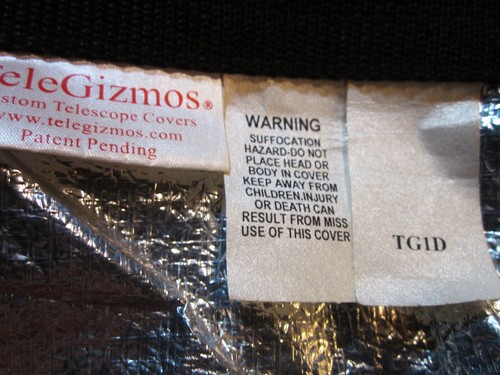 TeleGizmos®
stom Telescope Covers
www.telegizmos.com
Patent Pending
WARNING
SUFFOCATION
HAZARD-DO NOT
PLACE HEAD OR
BODY IN COVER
KEEP AWAY FROM
CHILDREN.INJURY
OR DEATH CAN
RESULT FROM MISS
USE OF THIS COVER
TG1D